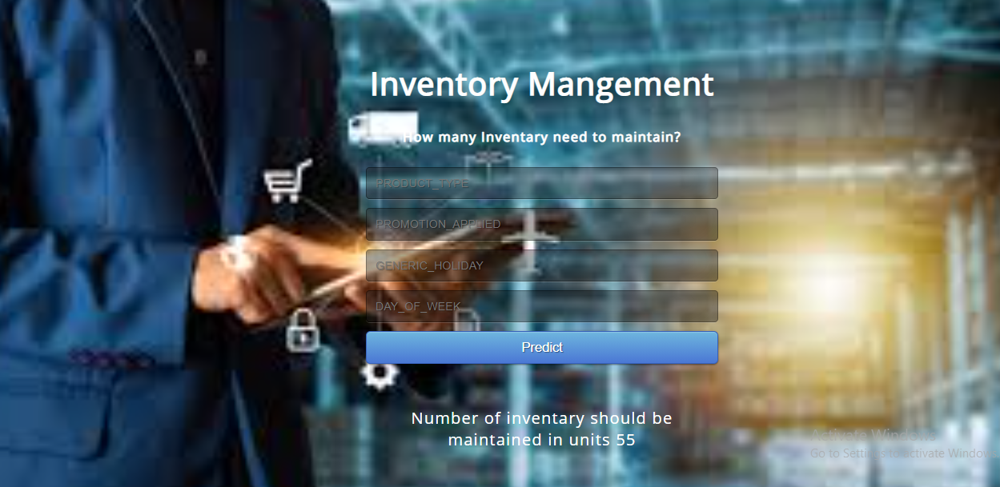 Inventory Mangement
How many Inventary need to maintain?
PRODUCT_TYPE
PROMOTION_APPLIED
GENERIC_HOLIDAY
DAY_OF_WEEK
Predict
Number of inventary should be
maintained in units 55
Activate Windows
Go to Settings to activate Windows